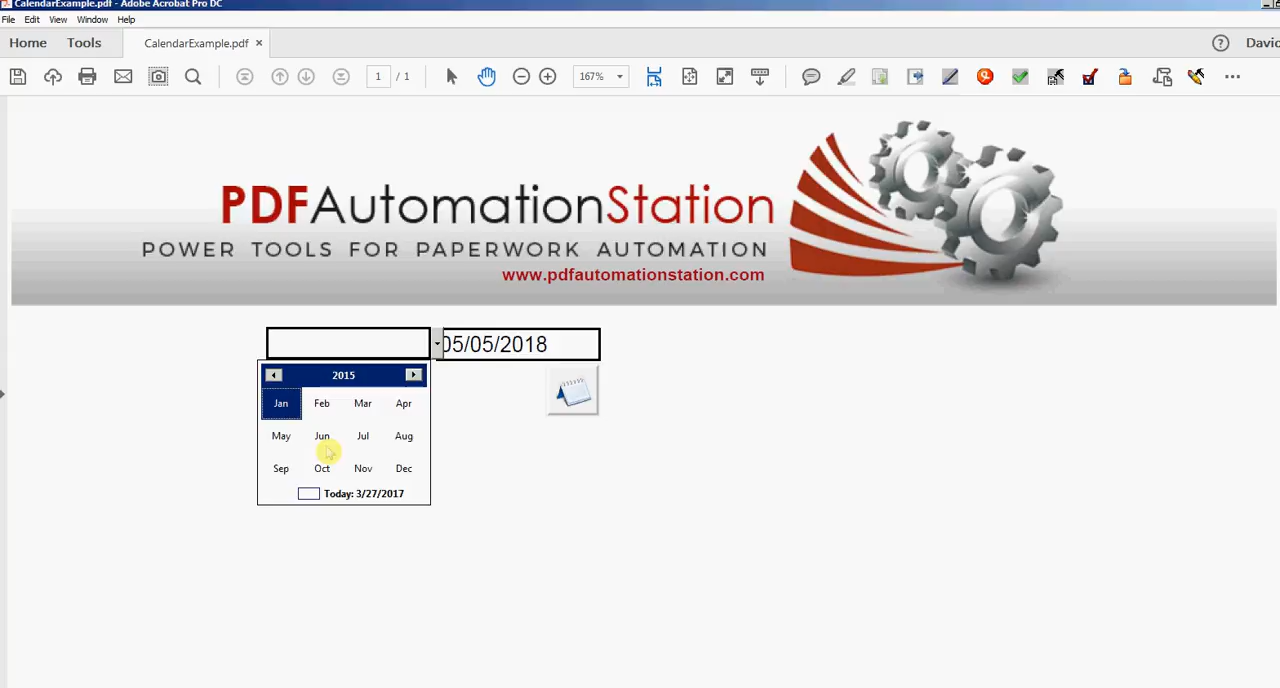 CalendarExample.pdf - Adobe Acrobat Pro DC
File Edit View Window Help
Home Tools CalendarExample.pdf × ? Davic
1 / 1 167%
PDFAutomationStation
POWER TOOLS FOR PAPERWORK AUTOMATION
www.pdfautomationstation.com
05/05/2018
2015
Jan Feb Mar Apr
May Jun Jul Aug
Sep Oct Nov Dec
Today: 3/27/2017